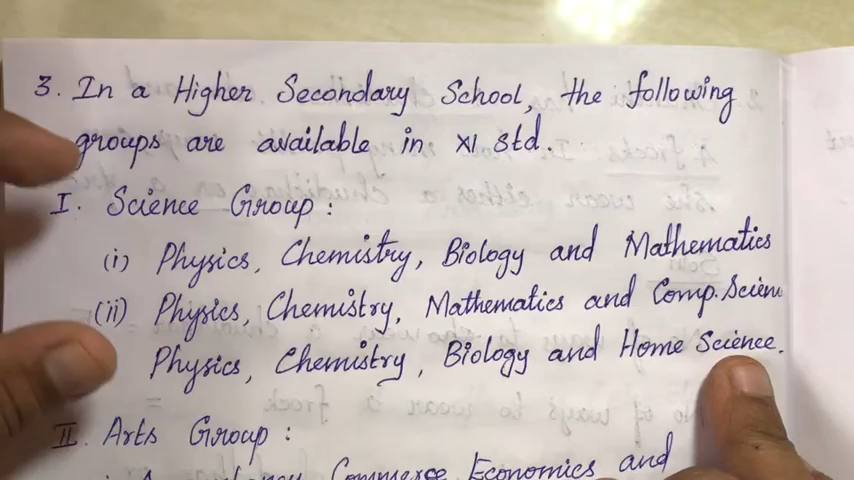 3. In a Higher Secondary School, the following
groups are available in XI std.
I. Science Group :
(i) Physics, Chemistry, Biology and Mathematics
(ii) Physics, Chemistry, Mathematics and Comp. Scien
Physics, Chemistry, Biology and Home Science.
II. Arts Group :
Commerce, Economics and